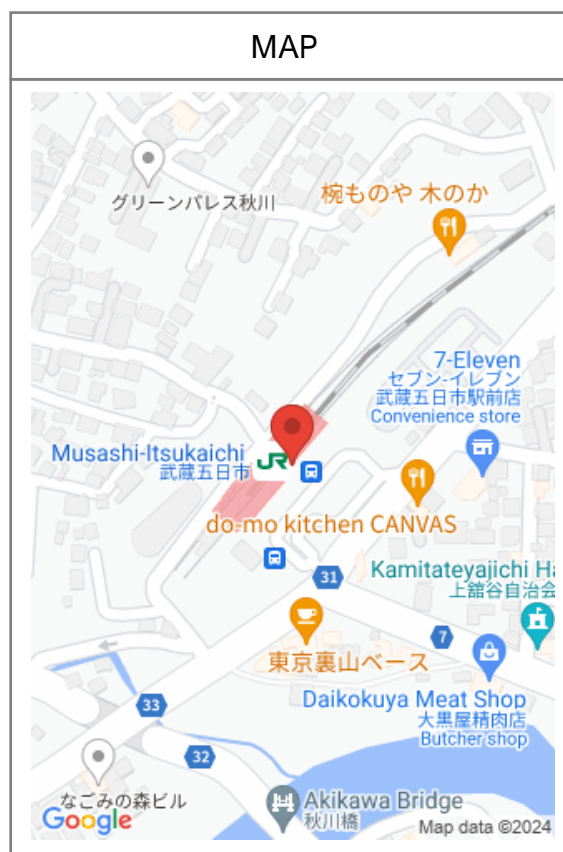 MAP
グリーンパレス秋川
椀ものや 木のか
7-Eleven
セブン-イレブン
武蔵五日市駅前店
Convenience store
Musashi-Itsukaichi
武蔵五日市
JR
do-mo kitchen CANVAS
31
Kamitateyajichi Ha
上舘谷自治会
7
東京裏山ベース
33
Daikokuya Meat Shop
大黒屋精肉店
Butcher shop
32
なごみの森ビル
Akikawa Bridge
秋川橋
Google
Map data ©2024